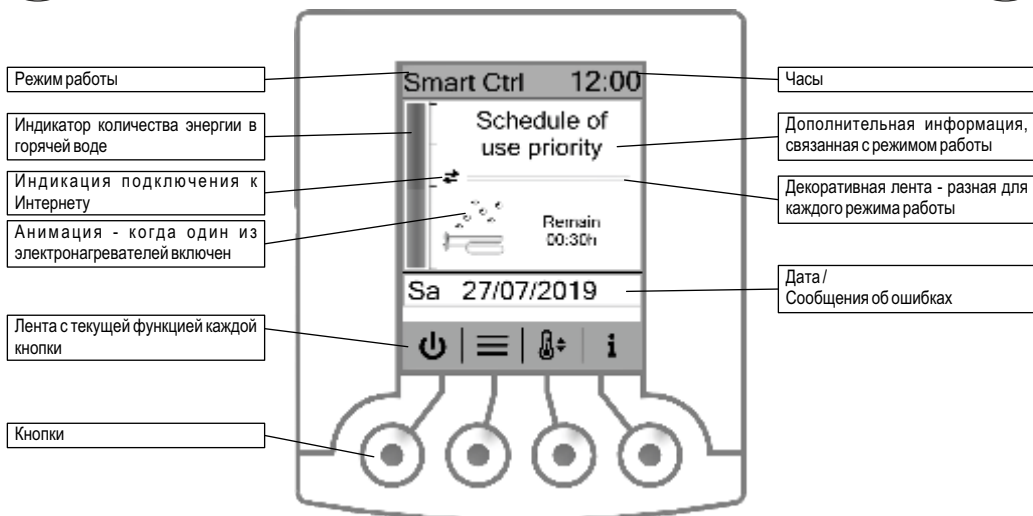 Режим работы
Индикатор количества энергии в
горячей воде
Индикация подключения к
Интернету
Анимация - когда один из
электронагревателей включен
Лента с текущей функцией каждой
кнопки
Кнопки
Smart Ctrl 12:00
Schedule of
use priority
Remain
00:30h
Sa 27/07/2019
Часы
Дополнительная информация,
связанная с режимом работы
Декоративная лента - разная для
каждого режима работы
Дата /
Сообщения об ошибках